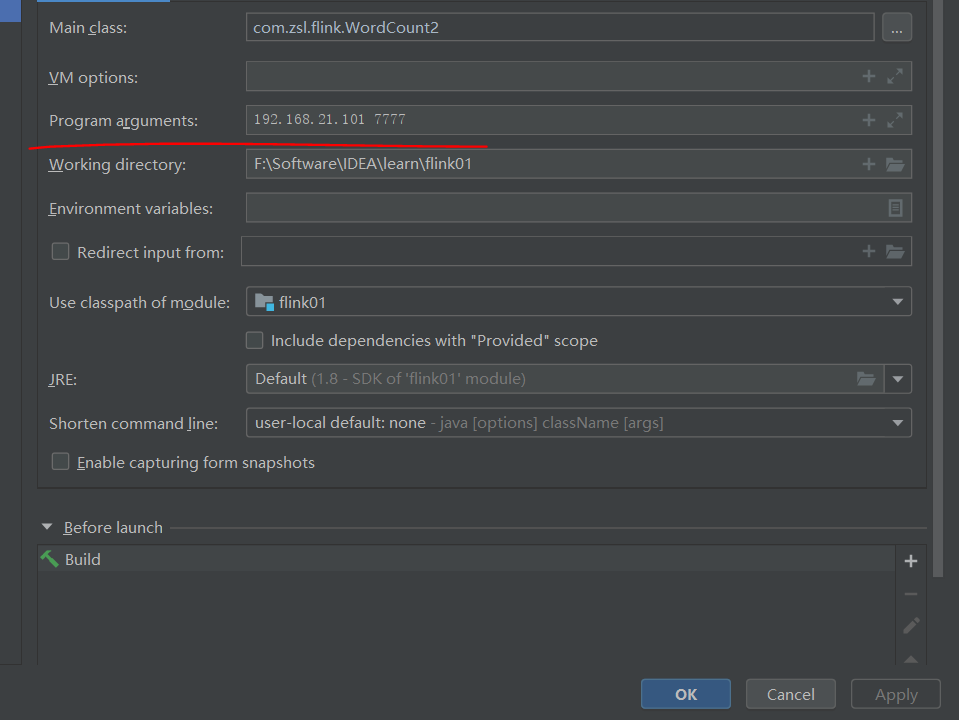 Main class: com.zsl.flink.WordCount2 ...
VM options:
Program arguments: 192.168.21.101 7777
Working directory: F:\Software\IDEA\learn\flink01
Environment variables:
Redirect input from:
Use classpath of module: flink01
Include dependencies with "Provided" scope
JRE: Default (1.8 - SDK of 'flink01' module)
Shorten command line: user-local default: none - java [options] className [args]
Enable capturing form snapshots
Before launch
Build
OK Cancel Apply